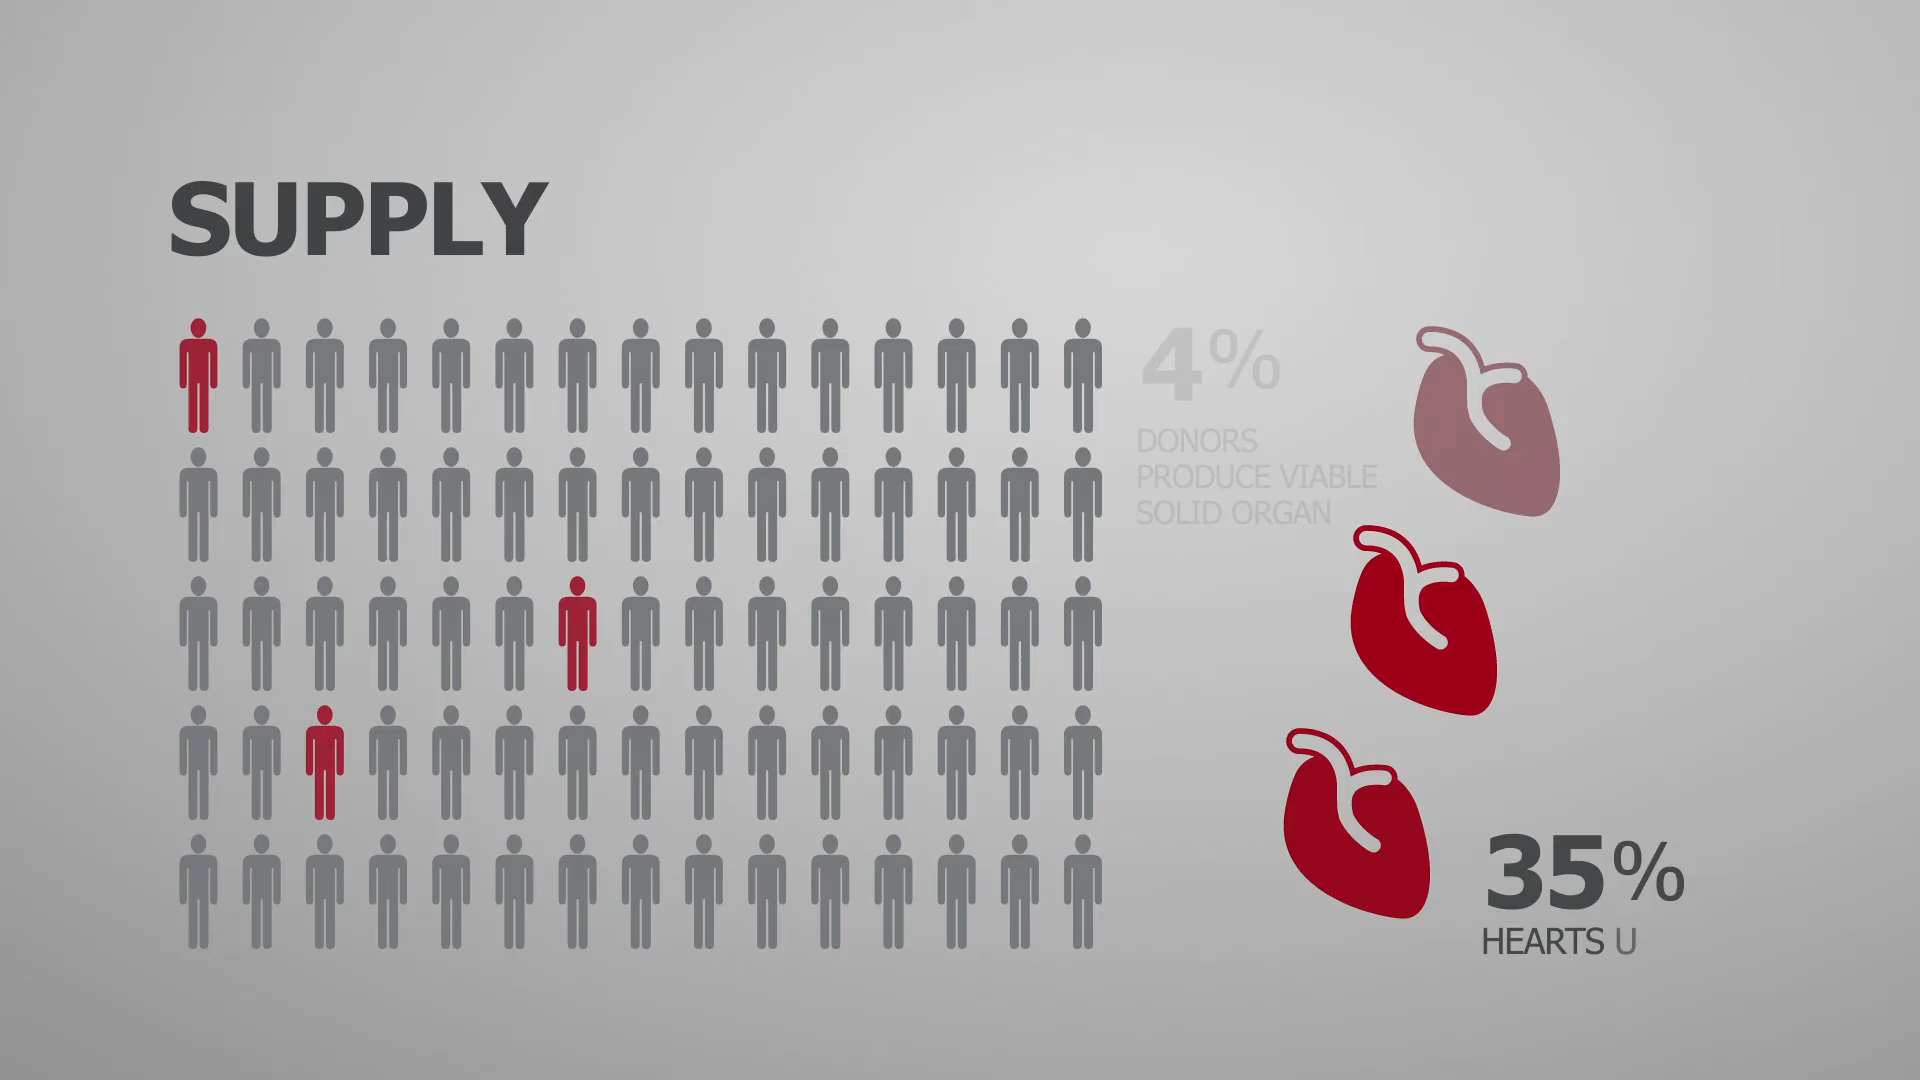 SUPPLY
4%
DONORS
PRODUCE VIABLE
SOLID ORGAN
35%
HEARTS U